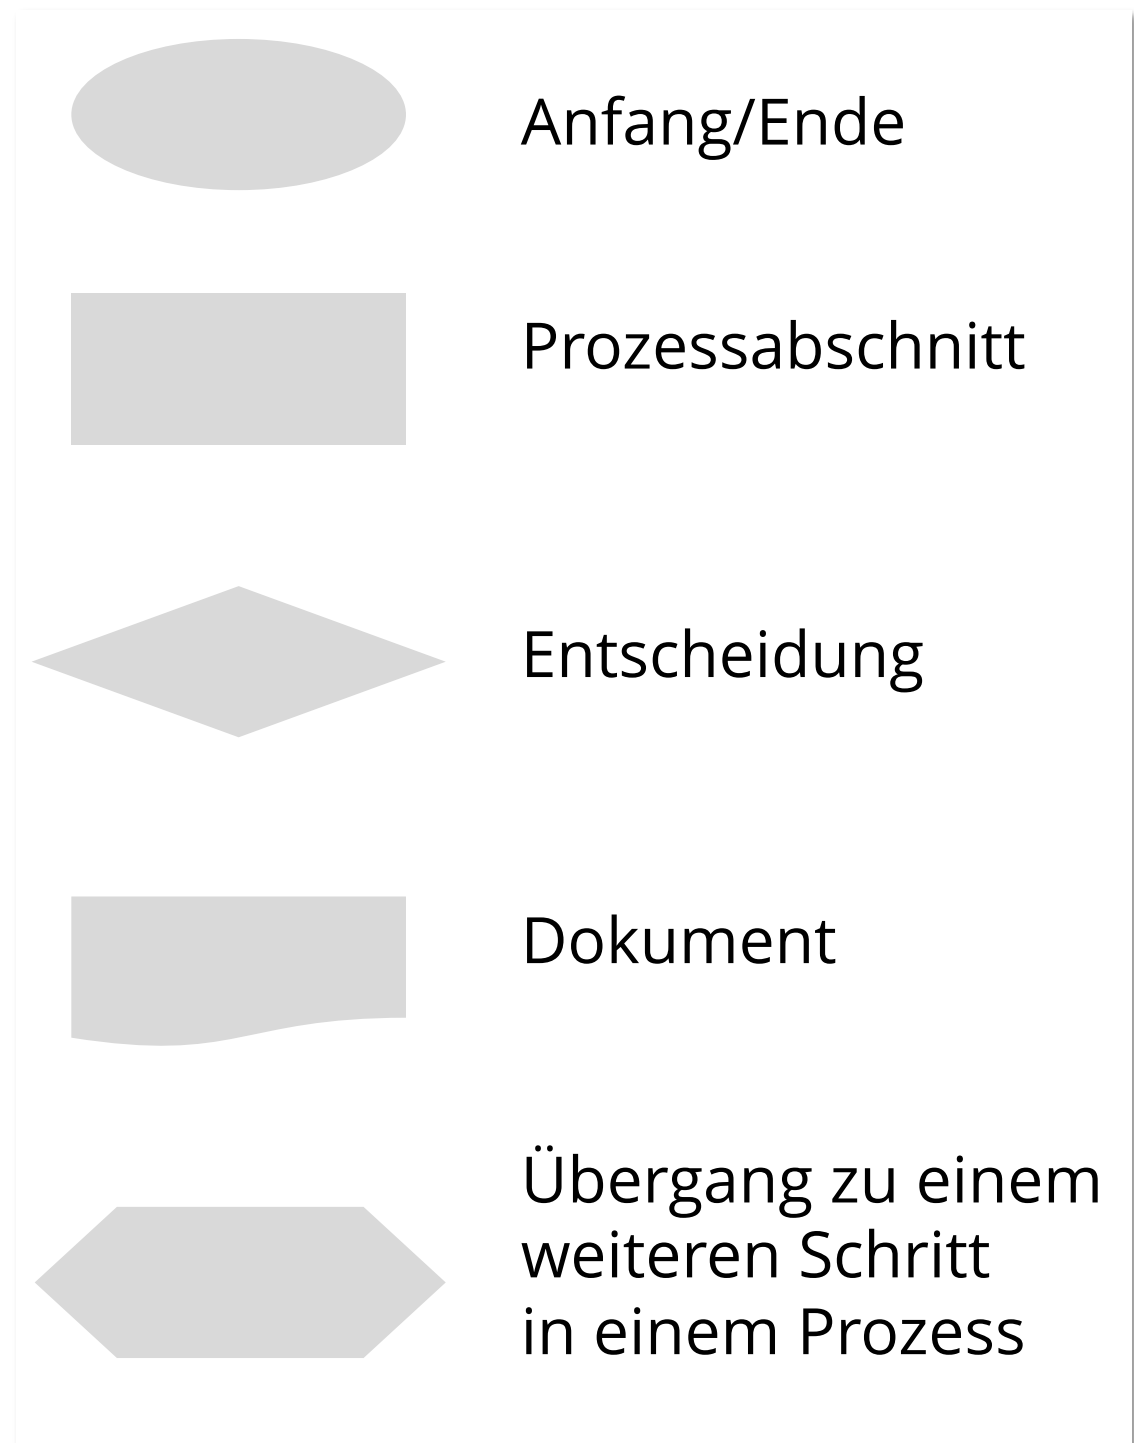 Anfang/Ende
Prozessabschnitt
Entscheidung
Dokument
Übergang zu einem
weiteren Schritt
in einem Prozess